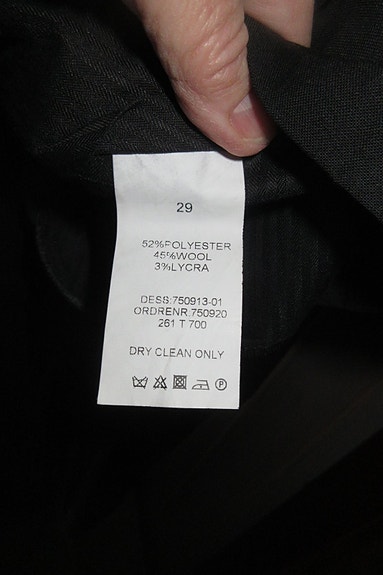 29
52%POLYESTER
45%WOOL
3%LYCRA
DESS:750913-01
ORDRENR:750920
261 T 700
DRY CLEAN ONLY
P